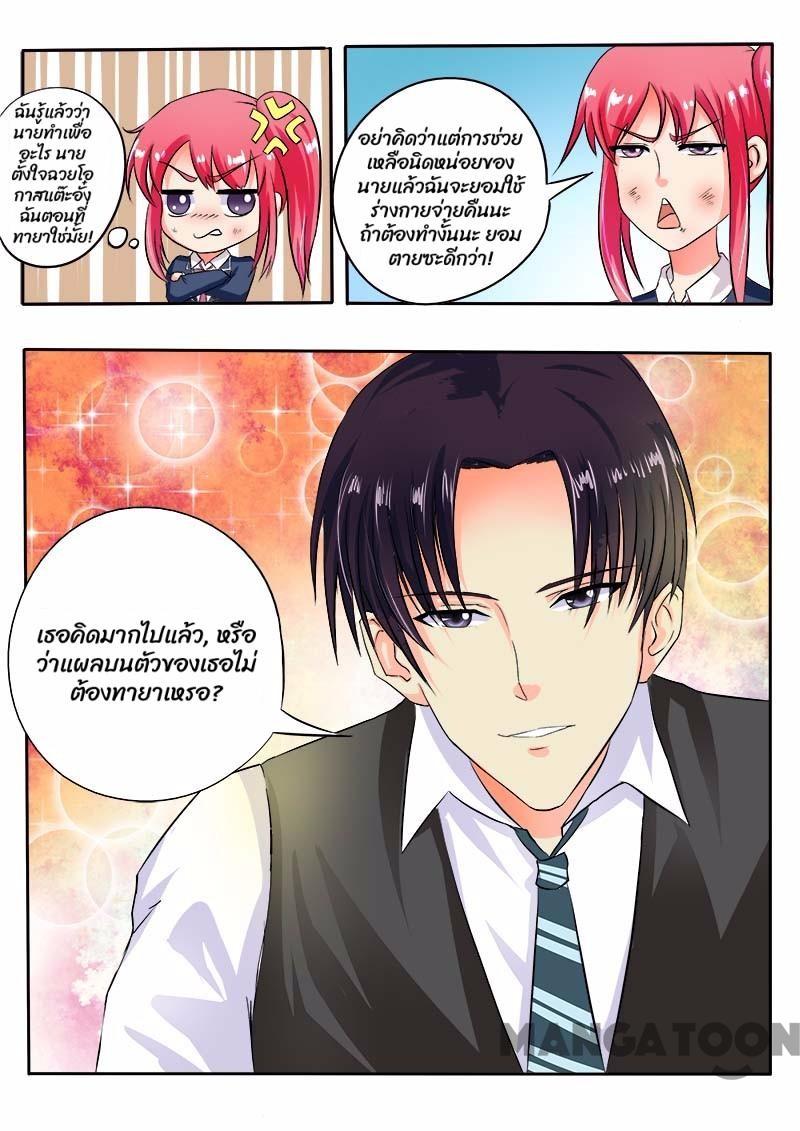 ฉันรู้แล้วว่า
นายทำเพื่อ
อะไร นาย
ตั้งใจฉวยโอ
กาสแต๊ะอั๋ง
ฉันตอนที่
ทายาใช่มั้ย!
อย่าคิดว่าแต่การช่วย
เหลือนิดหน่อยของ
นายแล้วฉันจะยอมใช้
ร่างกายจ่ายคืนนะ
ถ้าต้องทำงั้นนะ ยอม
ตายซะดีกว่า!
เธอคิดมากไปแล้ว, หรือ
ว่าแผลบนตัวของเธอไม่
ต้องทายาเหรอ?
MANGATOON